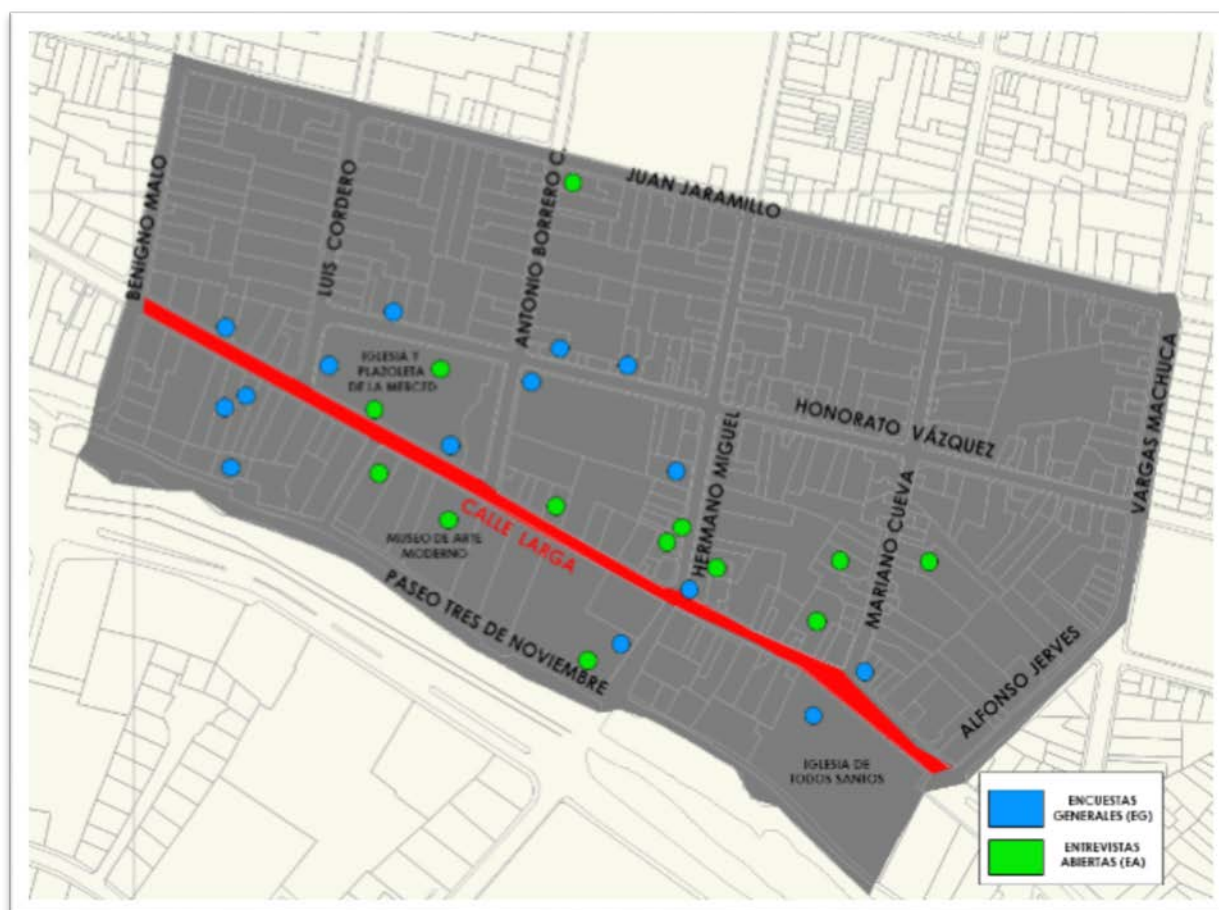 JUAN JARAMILLO
BENIGNO MALO
LUIS CORDERO
ANTONIO BORRERO C.
IGLESIA Y
PLAZOLETA
DE LA MERCED
HONORATO VÁZQUEZ
VARGAS MACHUCA
HERMANO MIGUEL
MARIANO CUEVA
CALLE LARGA
MUSEO DE ARTE
MODERNO
PASEO TRES DE NOVIEMBRE
ALFONSO JERVES
IGLESIA DE
TODOS SANTOS
ENCUESTAS
GENERALES (EG)
ENTREVISTAS
ABIERTAS (EA)